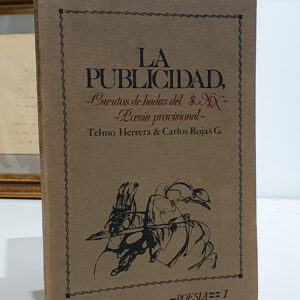 LA
PUBLICIDAD,
-Cuentos de hadas del $.XX-
-Poesía provisional-
Telmo Herrera & Carlos Rojas G.
-POESIA 1